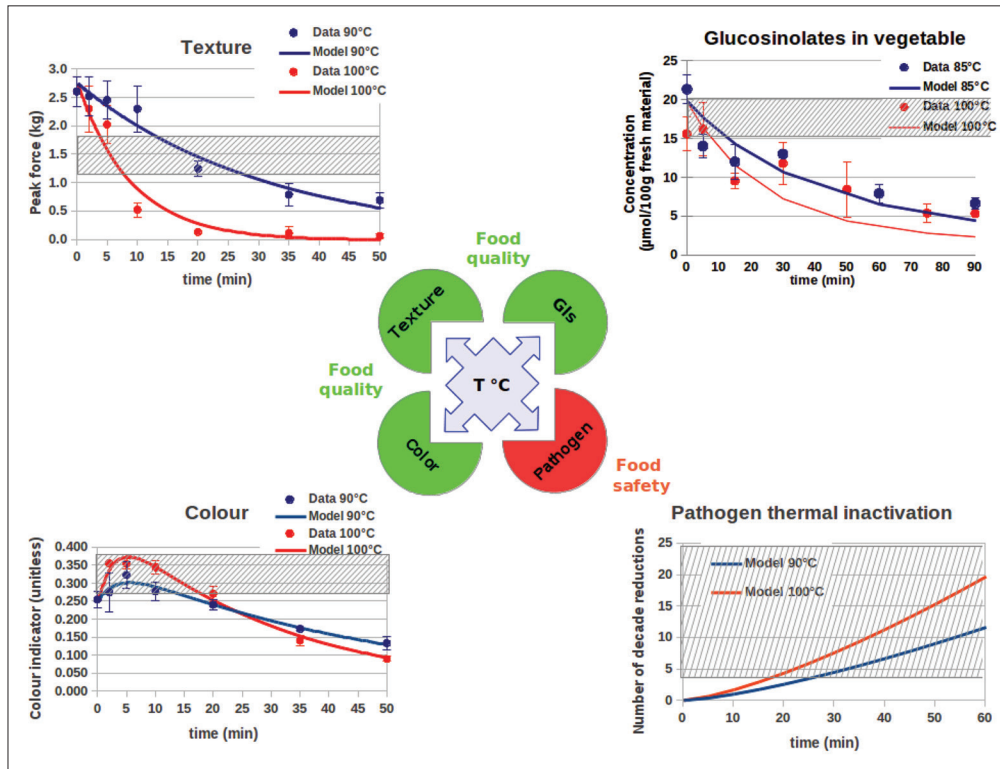 Texture
Data 90°C
Model 90°C
Data 100°C
Model 100°C
Peak force (kg)
3.0
2.5
2.0
1.5
1.0
0.5
0.0
0 5 10 15 20 25 30 35 40 45 50
time (min)
Glucosinolates in vegetable
Data 85°C
Model 85°C
Data 100°C
Model 100°C
Concentration
(µmol/100g fresh material)
25
20
15
10
5
0
0 10 20 30 40 50 60 70 80 90
time (min)
Food
quality
Texture
Gls
Food
quality
T °C
Color
Pathogen
Food
safety
Colour
Data 90°C
Model 90°C
Data 100°C
Model 100°C
Colour indicator (unitless)
0.400
0.350
0.300
0.250
0.200
0.150
0.100
0.050
0.000
0 5 10 15 20 25 30 35 40 45 50
time (min)
Pathogen thermal inactivation
Model 90°C
Model 100°C
Number of decade reductions
25
20
15
10
5
0
0 10 20 30 40 50 60
time (min)